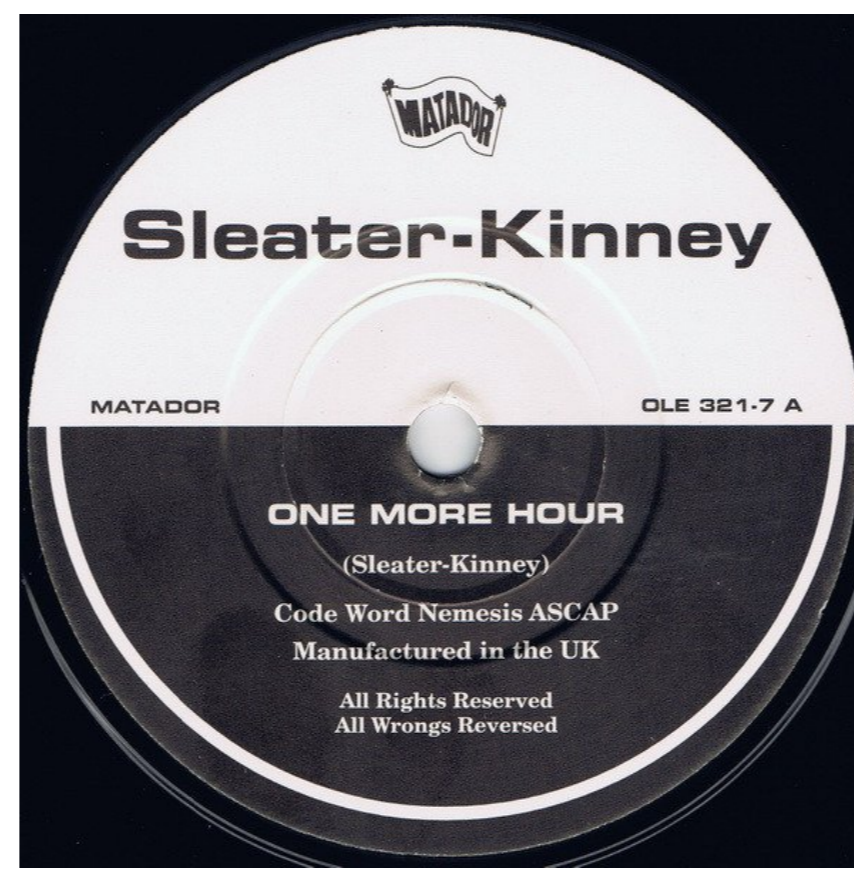 MATADOR
Sleater-Kinney
MATADOR OLE 321-7 A
ONE MORE HOUR
(Sleater-Kinney)
Code Word Nemesis ASCAP
Manufactured in the UK
All Rights Reserved
All Wrongs Reversed